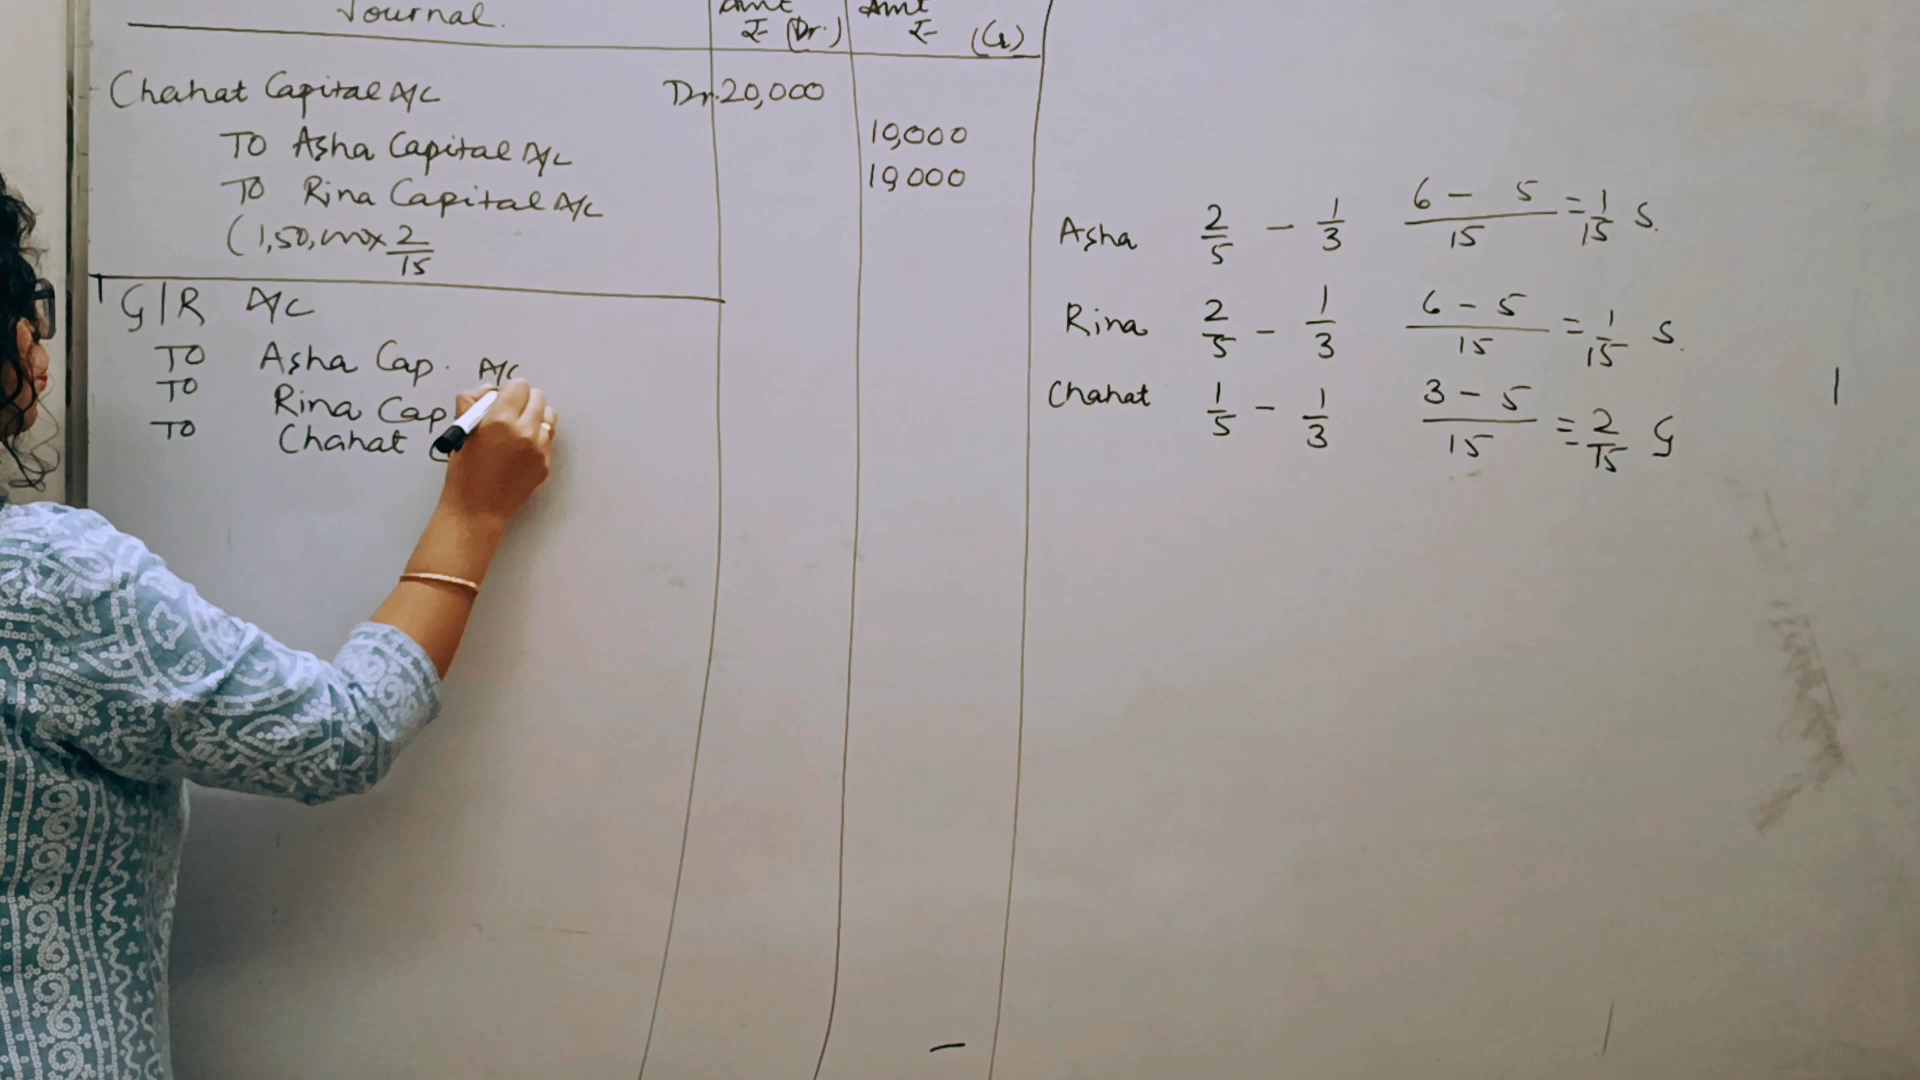 Journal.
Amt ₹ (Dr.)
Amt ₹ (Cr)
Chahat Capital A/C Dr. 20,000
TO Asha Capital A/C 10,000
TO Rina Capital A/C 10,000
(1,50,000 x 2/15
G/R A/C
TO Asha Cap. A/C
TO Rina Cap
TO Chahat
Asha 2/5 - 1/3 6 - 5/15 = 1/15 S.
Rina 2/5 - 1/3 6 - 5/15 = 1/15 S.
Chahat 1/5 - 1/3 3 - 5/15 = 2/15 G